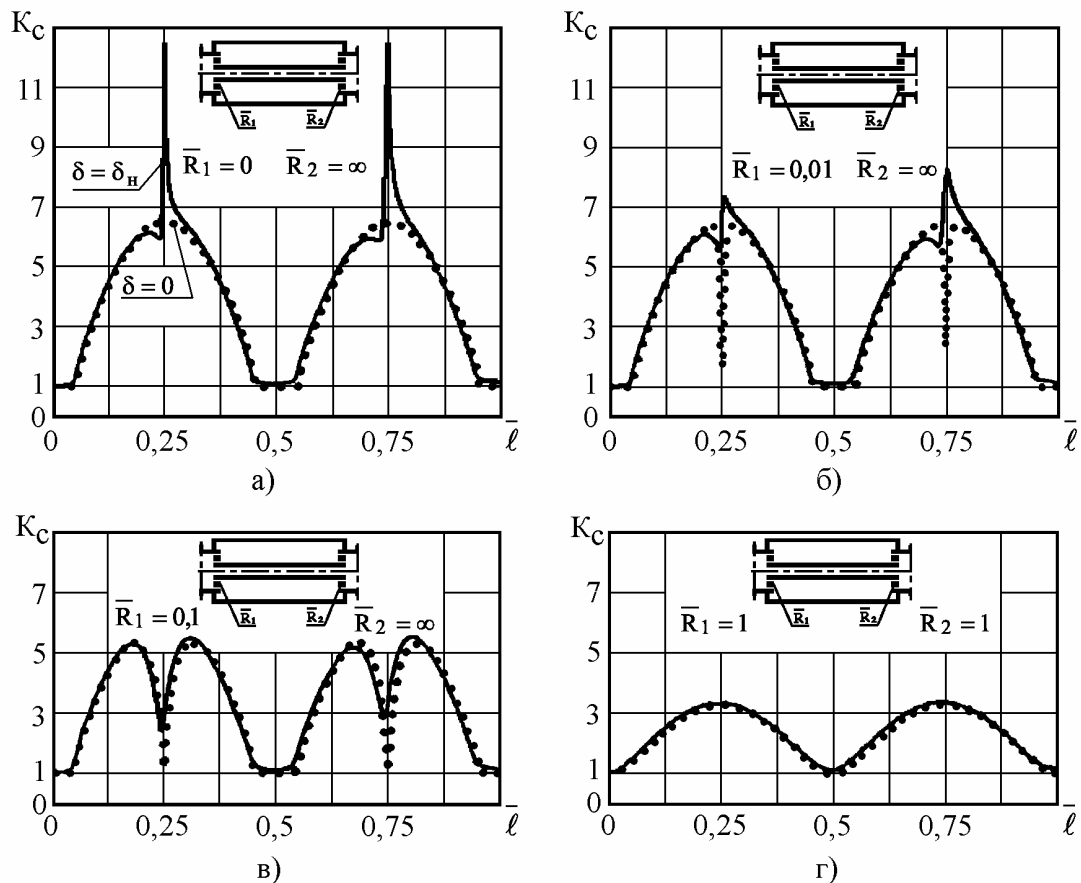 Kc
11
9
7
5
3
1
0
δ = δн
R̅1 = 0 R̅2 = ∞
R̅1 R̅2
δ = 0
0 0,25 0,5 0,75 ℓ̅
а)
Kc
11
9
7
5
3
1
0
R̅1 R̅2
R̅1 = 0,01 R̅2 = ∞
0 0,25 0,5 0,75 ℓ̅
б)
Kc
7
5
3
1
0
R̅1 R̅2
R̅1 = 0,1 R̅2 = ∞
0 0,25 0,5 0,75 ℓ̅
в)
Kc
7
5
3
1
0
R̅1 R̅2
R̅1 = 1 R̅2 = 1
0 0,25 0,5 0,75 ℓ̅
г)